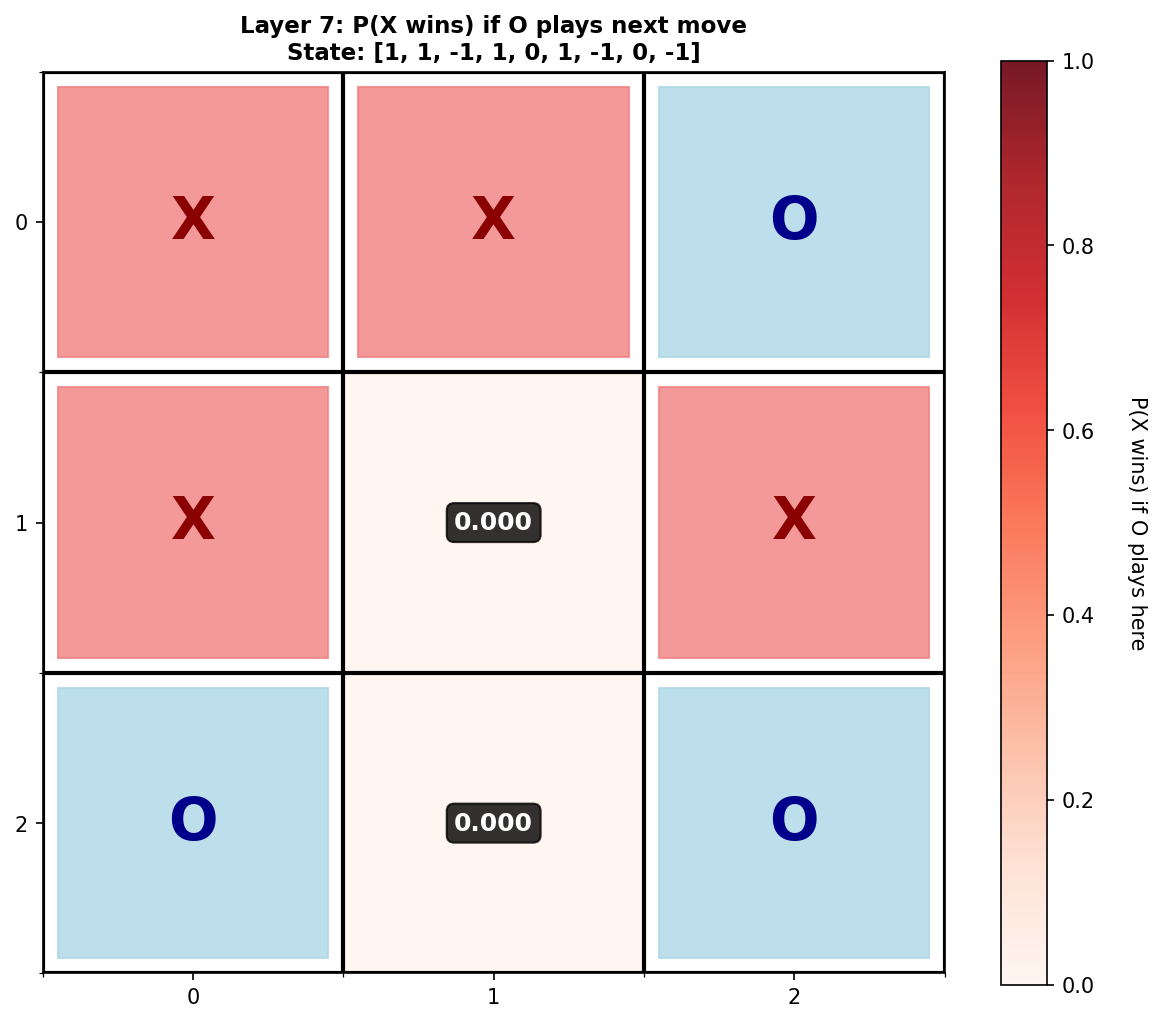 Layer 7: P(X wins) if O plays next move
State: [1, 1, -1, 1, 0, 1, -1, 0, -1]
0
X
X
O
1
X
0.000
X
2
O
0.000
O
0
1
2
1.0
0.8
0.6
0.4
0.2
0.0
P(X wins) if O plays here